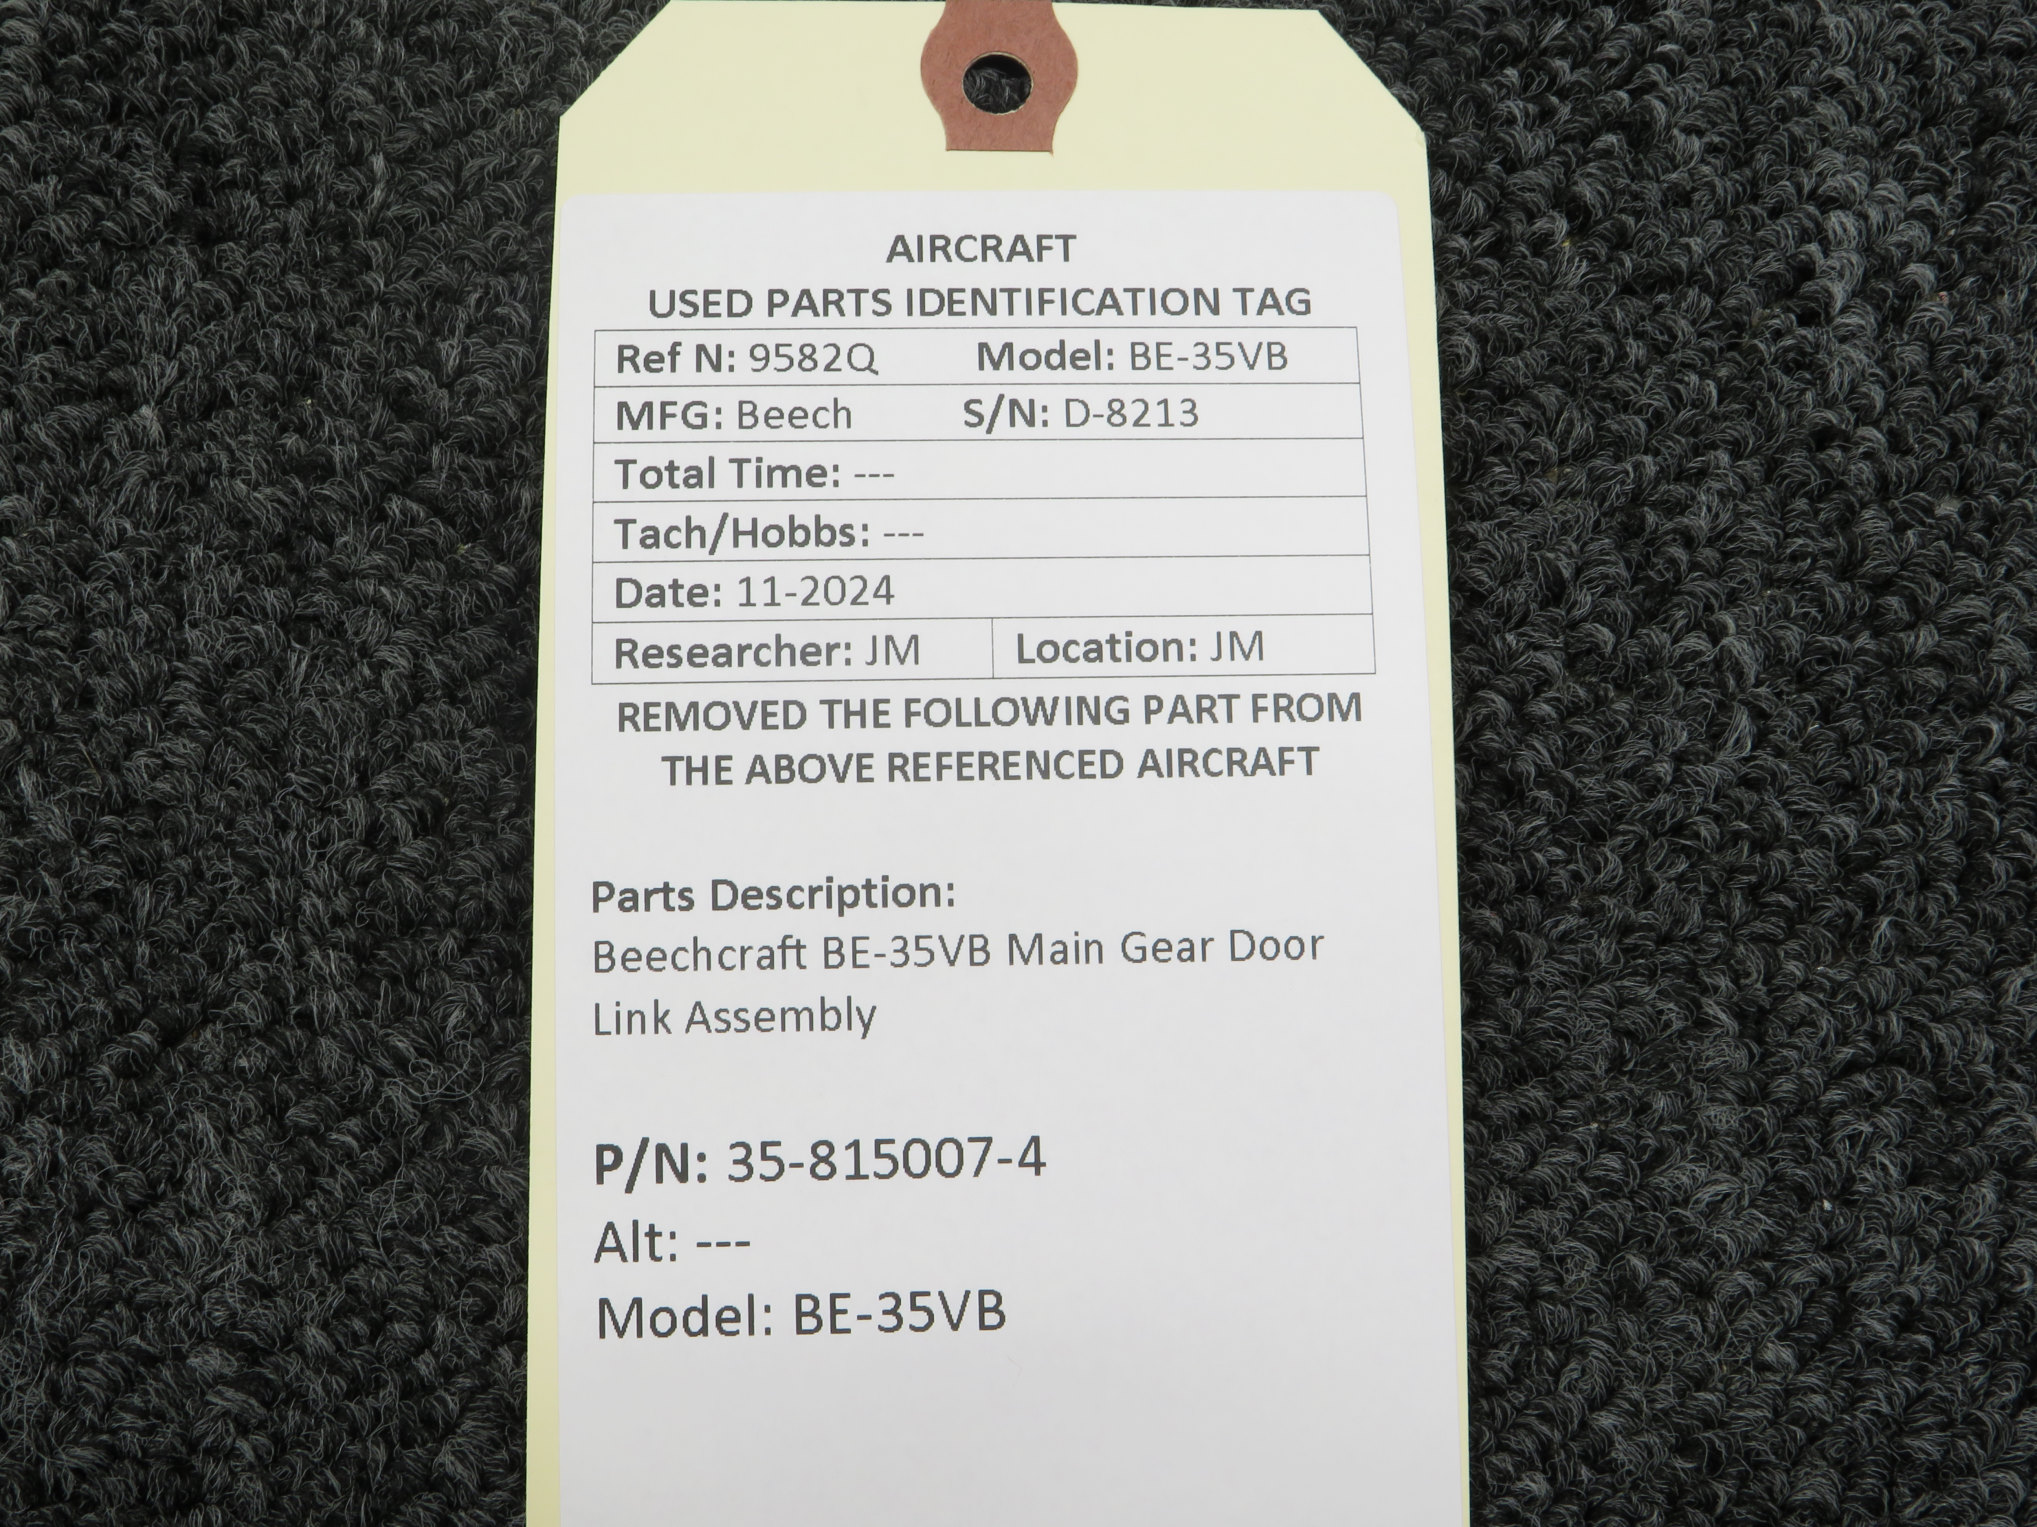 AIRCRAFT
USED PARTS IDENTIFICATION TAG
Ref N: 9582Q Model: BE-35VB
MFG: Beech S/N: D-8213
Total Time: ---
Tach/Hobbs: ---
Date: 11-2024
Researcher: JM Location: JM
REMOVED THE FOLLOWING PART FROM
THE ABOVE REFERENCED AIRCRAFT
Parts Description:
Beechcraft BE-35VB Main Gear Door
Link Assembly
P/N: 35-815007-4
Alt: ---
Model: BE-35VB